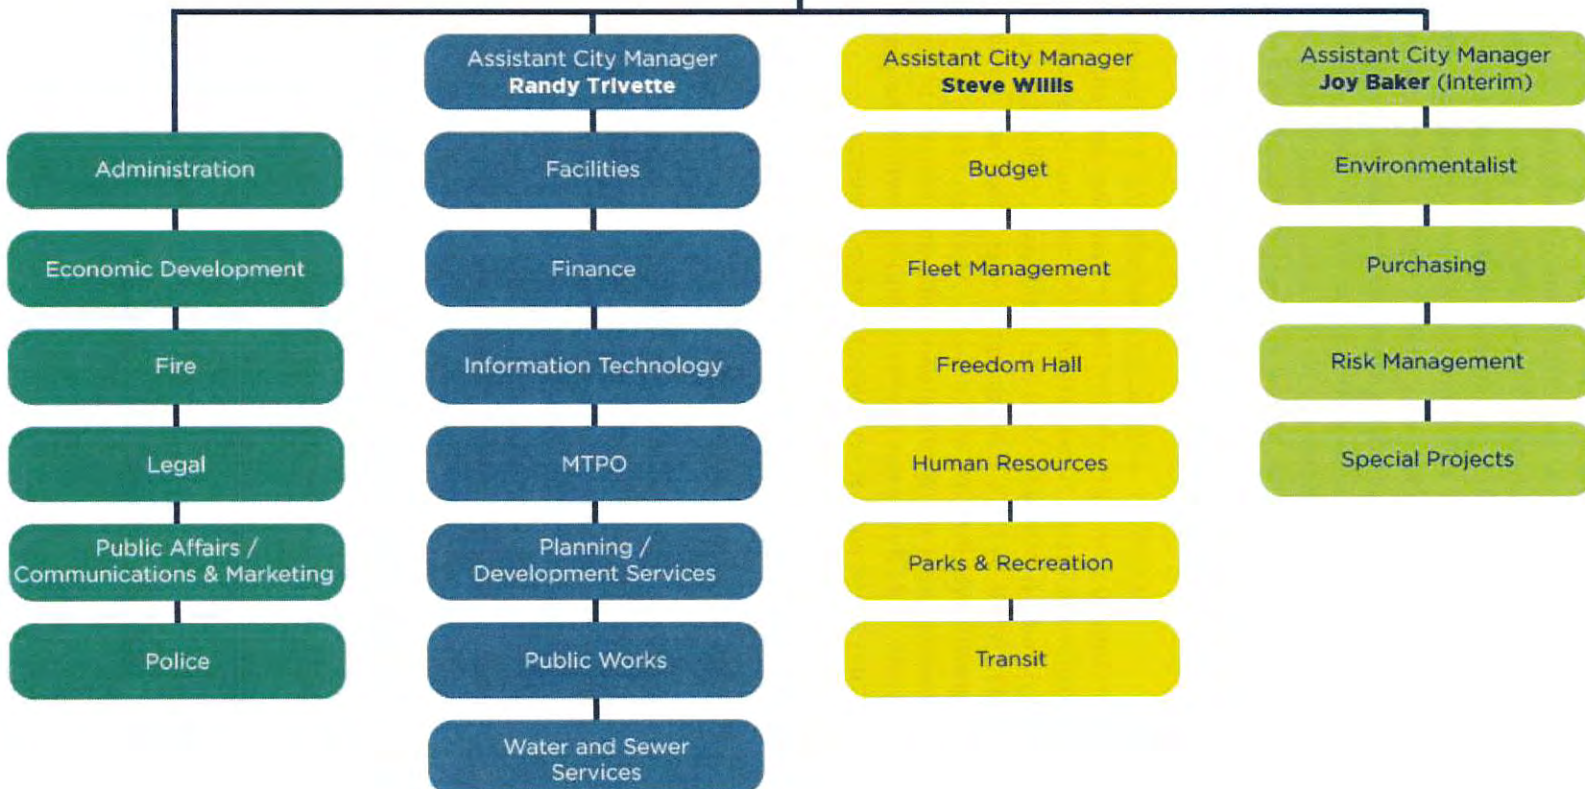 Assistant City Manager
Randy Trivette
Assistant City Manager
Steve Willis
Assistant City Manager
Joy Baker (Interim)
Administration
Economic Development
Fire
Legal
Public Affairs /
Communications & Marketing
Police
Facilities
Finance
Information Technology
MTPO
Planning /
Development Services
Public Works
Water and Sewer
Services
Budget
Fleet Management
Freedom Hall
Human Resources
Parks & Recreation
Transit
Environmentalist
Purchasing
Risk Management
Special Projects